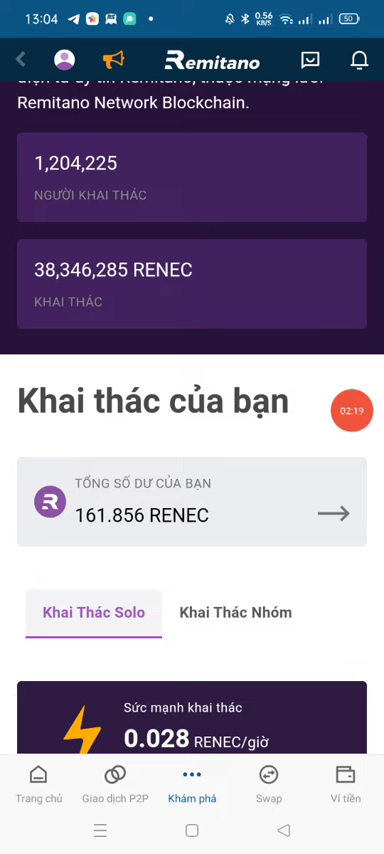 13:04
0.56 KB/S
50
Remitano
Remitano Network Blockchain.
1,204,225
NGƯỜI KHAI THÁC
38,346,285 RENEC
KHAI THÁC
Khai thác của bạn
02:19
TỔNG SỐ DƯ CỦA BẠN
161.856 RENEC
Khai Thác Solo
Khai Thác Nhóm
Sức mạnh khai thác
0.028 RENEC/giờ
Trang chủ
Giao dịch P2P
Khám phá
Swap
Ví tiền